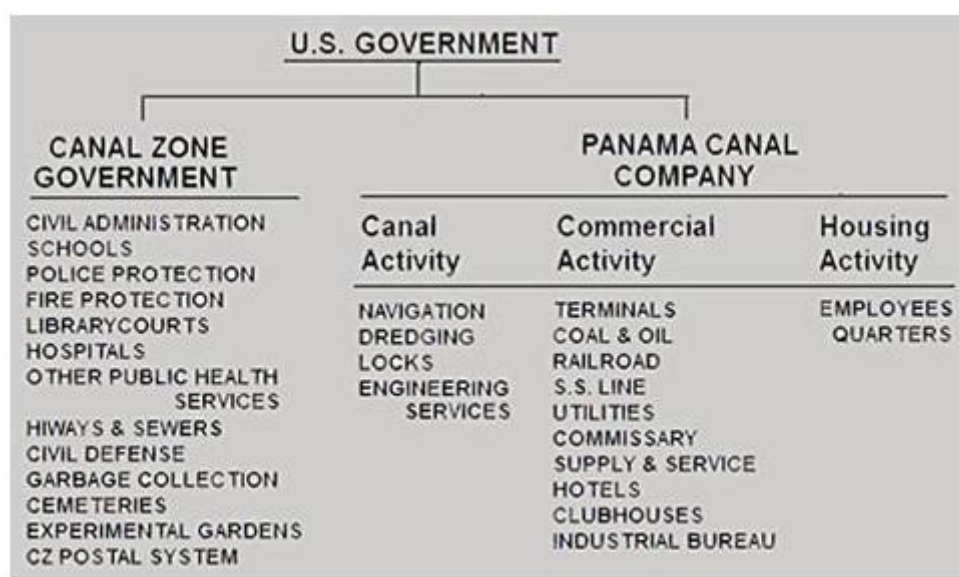 U.S. GOVERNMENT
CANAL ZONE
GOVERNMENT
CIVIL ADMINISTRATION
SCHOOLS
POLICE PROTECTION
FIRE PROTECTION
LIBRARYCOURTS
HOSPITALS
OTHER PUBLIC HEALTH
SERVICES
HIWAYS & SEWERS
CIVIL DEFENSE
GARBAGE COLLECTION
CEMETERIES
EXPERIMENTAL GARDENS
CZ POSTAL SYSTEM
PANAMA CANAL
COMPANY
Canal
Activity
NAVIGATION
DREDGING
LOCKS
ENGINEERING
SERVICES
Commercial
Activity
TERMINALS
COAL & OIL
RAILROAD
S.S. LINE
UTILITIES
COMMISSARY
SUPPLY & SERVICE
HOTELS
CLUBHOUSES
INDUSTRIAL BUREAU
Housing
Activity
EMPLOYEES
QUARTERS